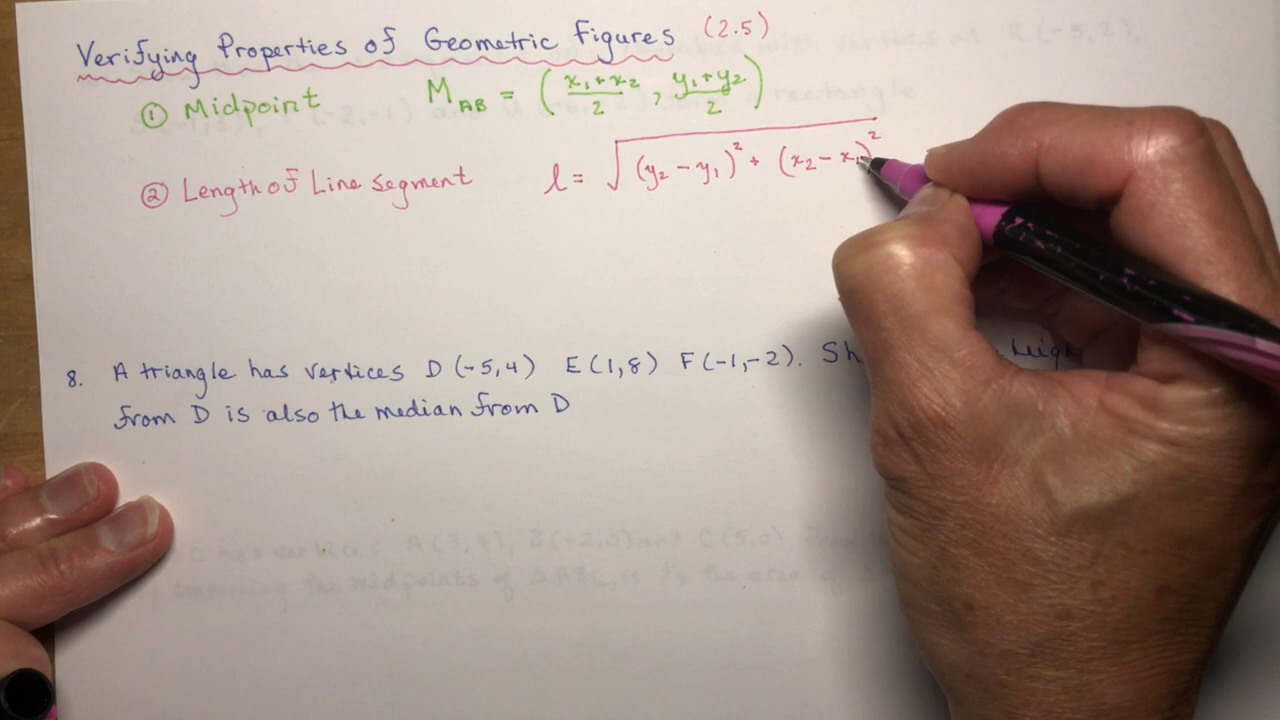 Verifying Properties of Geometric Figures (2.5)
① Midpoint M_AB = ( (x₁+x₂)/2 , (y₁+y₂)/2 )
② Length of Line Segment l = √((y₂ − y₁)² + (x₂ − x₁)²)
8. A triangle has vertices D (-5,4) E (1,8) F (-1,-2). Sh heigh
from D is also the median from D